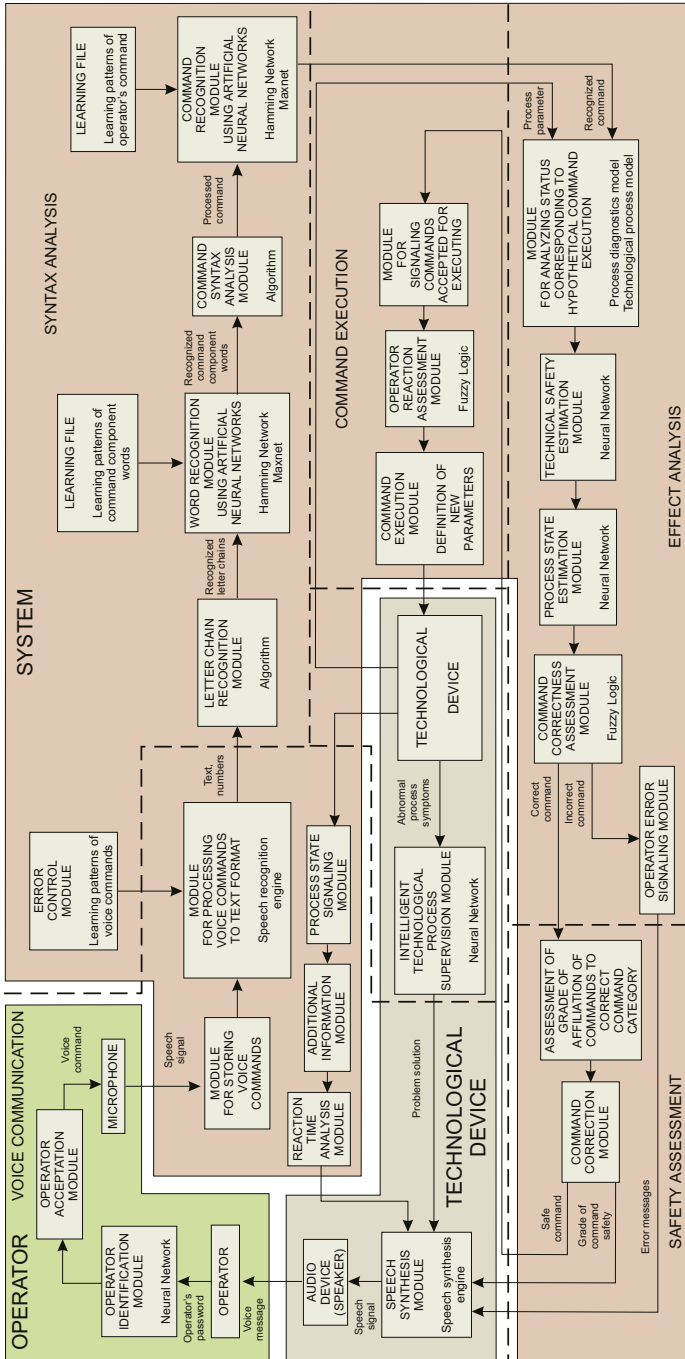 OPERATOR
VOICE COMMUNICATION
OPERATOR
ACCEPTATION
MODULE
Voice
command
MICROPHONE
OPERATOR
IDENTIFICATION
MODULE
Neural Network
Operator's
password
OPERATOR
Voice
message
Speech
signal
SYSTEM
ERROR
CONTROL
MODULE
Learning patterns of
voice commands
MODULE
FOR STORING
VOICE
COMMANDS
MODULE
FOR PROCESSING
VOICE COMMANDS
TO TEXT FORMAT
Speech recognition
engine
Text,
numbers
LETTER CHAIN
RECOGNITION
MODULE
Algorithm
Recognized
letter chains
SYNTAX ANALYSIS
LEARNING FILE
Learning patterns of
command component
words
WORD RECOGNITION
MODULE
USING ARTIFICIAL
NEURAL NETWORKS
Hamming Network
Maxnet
Recognized
command
component
words
COMMAND
SYNTAX
ANALYSIS
MODULE
Algorithm
Processed
command
LEARNING FILE
Learning patterns of
operator's command
COMMAND
RECOGNITION
MODULE
USING ARTIFICIAL
NEURAL NETWORKS
Hamming Network
Maxnet
REACTION
TIME
ANALYSIS
MODULE
ADDITIONAL
INFORMATION
MODULE
PROCESS STATE
SIGNALING
MODULE
COMMAND EXECUTION
COMMAND
EXECUTION
MODULE
DEFINITION OF
NEW
PARAMETERS
OPERATOR
REACTION
ASSESSMENT
MODULE
Fuzzy Logic
MODULE
FOR
SIGNALING
COMMANDS
ACCEPTED FOR
EXECUTING
AUDIO
DEVICE
(SPEAKER)
Speech
signal
SPEECH
SYNTHESIS
MODULE
Speech synthesis
engine
TECHNOLOGICAL
DEVICE
Problem solution
INTELLIGENT
TECHNOLOGICAL
PROCESS
SUPERVISION MODULE
Neural Network
Abnormal
process
symptoms
TECHNOLOGICAL
DEVICE
Process
parameter
Recognized
command
SAFETY ASSESSMENT
Safe
command
Grade of
command
safety
Error messages
COMMAND
CORRECTION
MODULE
ASSESSMENT OF
GRADE OF
AFFILIATION OF
COMMANDS TO
CORRECT
COMMAND
CATEGORY
OPERATOR ERROR
SIGNALING MODULE
Correct
command
Incorrect
command
EFFECT ANALYSIS
COMMAND
CORRECTNESS
ASSESSMENT
MODULE
Fuzzy Logic
PROCESS STATE
ESTIMATION
MODULE
Neural Network
TECHNICAL SAFETY
ESTIMATION
MODULE
Neural Network
MODULE
FOR ANALYZING STATUS
CORRESPONDING TO
HYPOTHETICAL COMMAND
EXECUTION
Process diagnostics model
Technological process model